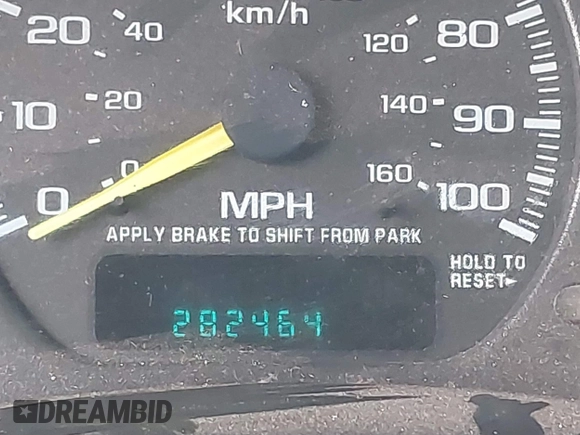 km/h
20 40 120 80
10 20 140 90
0 0 160 100
MPH
APPLY BRAKE TO SHIFT FROM PARK
HOLD TO
RESET
282464
DREAMBID